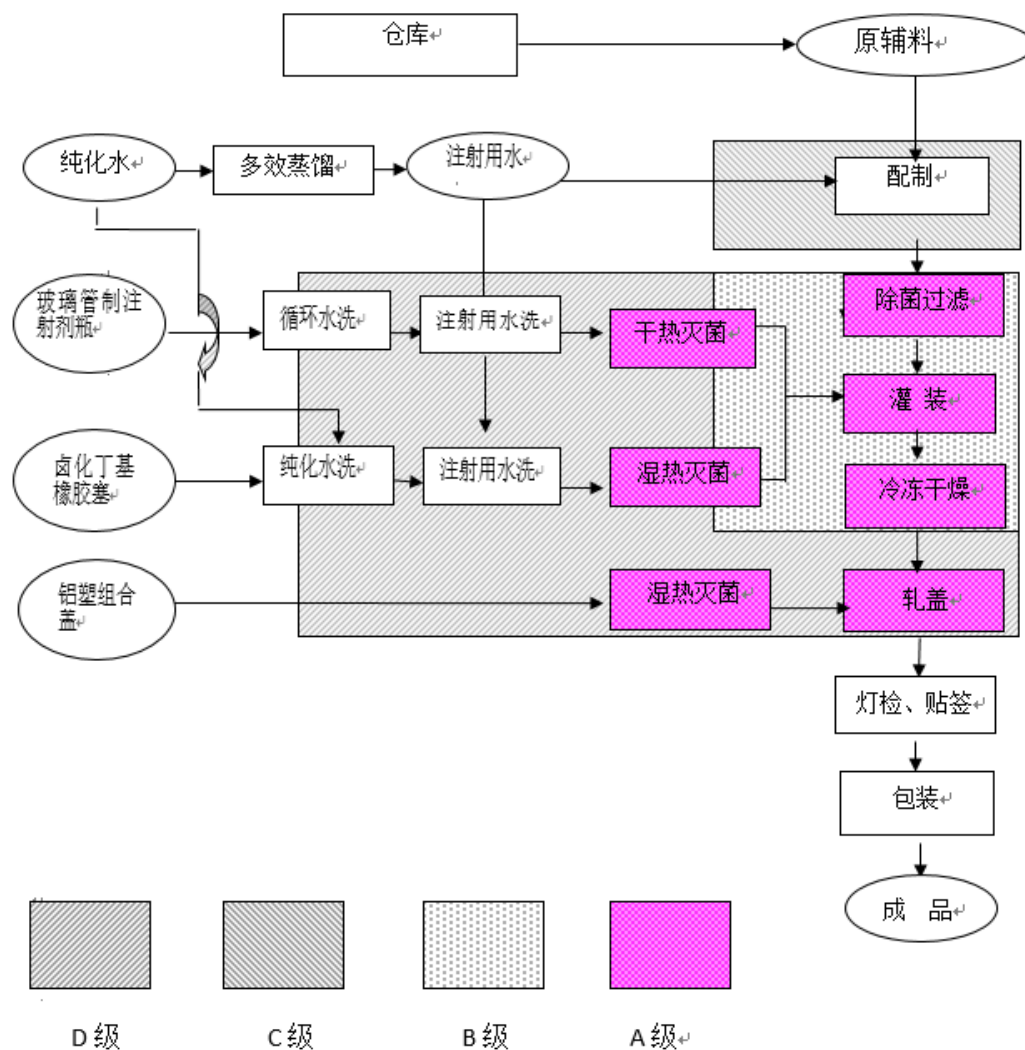 仓库
原辅料
纯化水
多效蒸馏
注射用水
配制
玻璃管制注
射剂瓶
循环水洗
注射用水洗
干热灭菌
除菌过滤
灌 装
卤化丁基
橡胶塞
纯化水洗
注射用水洗
湿热灭菌
冷冻干燥
铝塑组合
盖
湿热灭菌
轧盖
灯检、贴签
包装
成 品
D 级
C 级
B 级
A 级